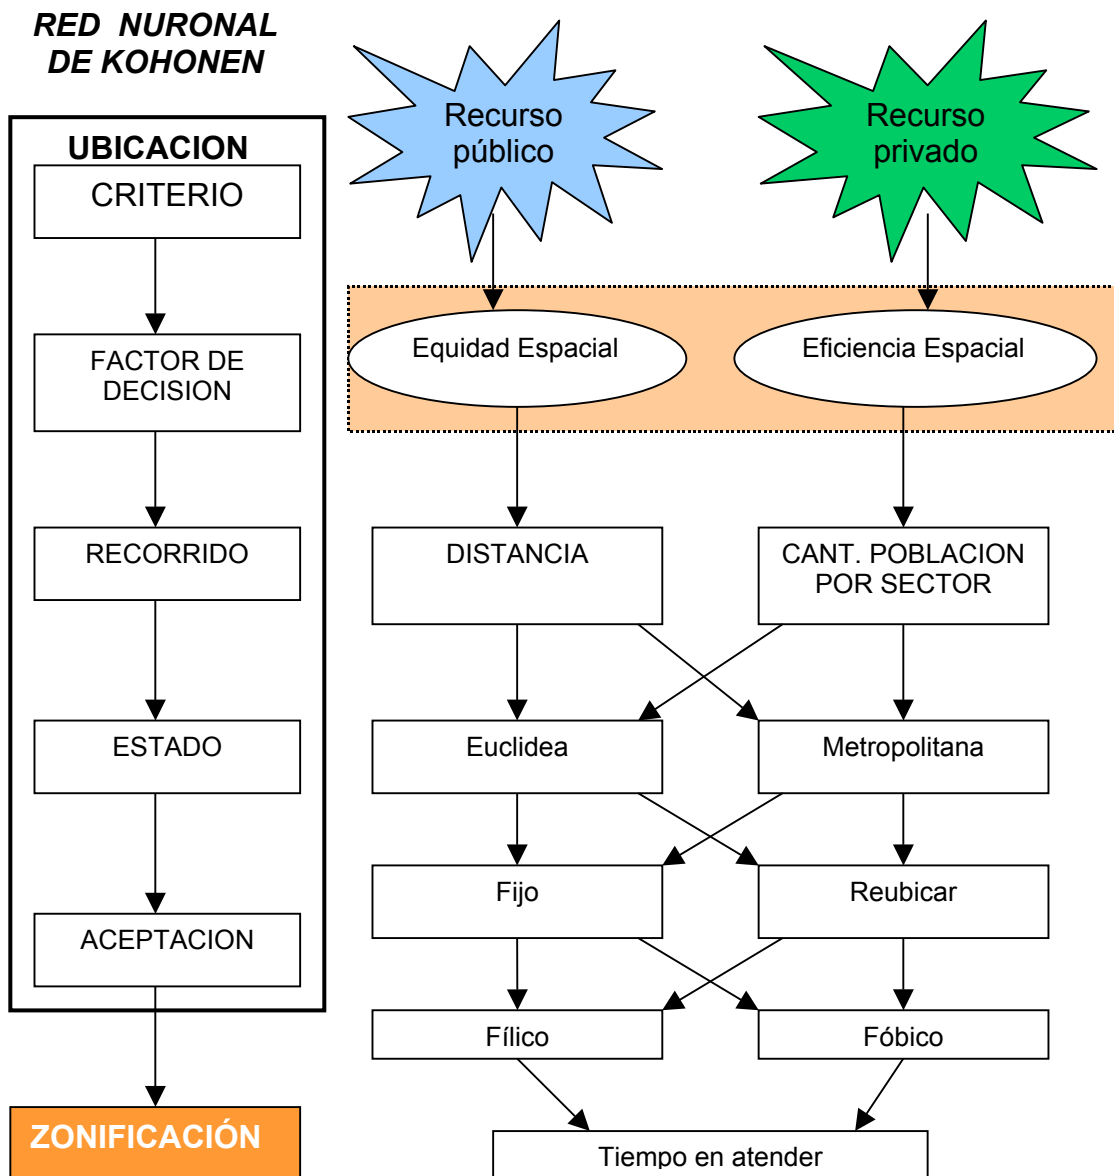 RED NURONAL
DE KOHONEN
UBICACION
CRITERIO
FACTOR DE
DECISION
RECORRIDO
ESTADO
ACEPTACION
ZONIFICACIÓN
Recurso
público
Recurso
privado
Equidad Espacial
Eficiencia Espacial
DISTANCIA
CANT. POBLACION
POR SECTOR
Euclidea
Metropolitana
Fijo
Reubicar
Fílico
Fóbico
Tiempo en atender